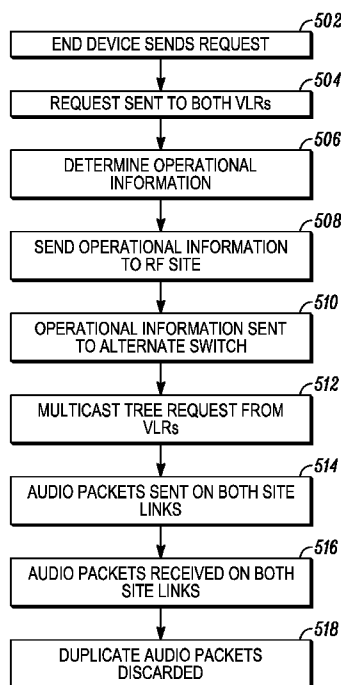 502
END DEVICE SENDS REQUEST
504
REQUEST SENT TO BOTH VLRs
506
DETERMINE OPERATIONAL
INFORMATION
508
SEND OPERATIONAL INFORMATION
TO RF SITE
510
OPERATIONAL INFORMATION SENT
TO ALTERNATE SWITCH
512
MULTICAST TREE REQUEST FROM
VLRs
514
AUDIO PACKETS SENT ON BOTH SITE
LINKS
516
AUDIO PACKETS RECEIVED ON BOTH
SITE LINKS
518
DUPLICATE AUDIO PACKETS
DISCARDED